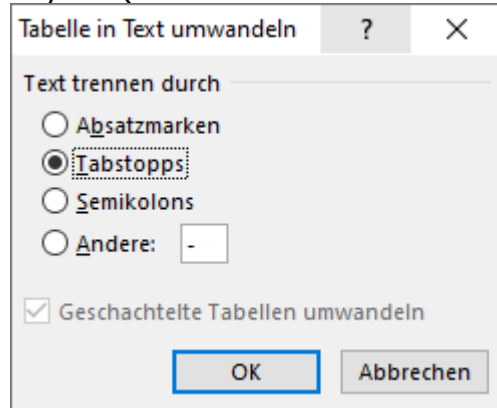 Tabelle in Text umwandeln ? ×
Text trennen durch
Absatzmarken
Tabstopps
Semikolons
Andere: -
Geschachtelte Tabellen umwandeln
OK Abbrechen